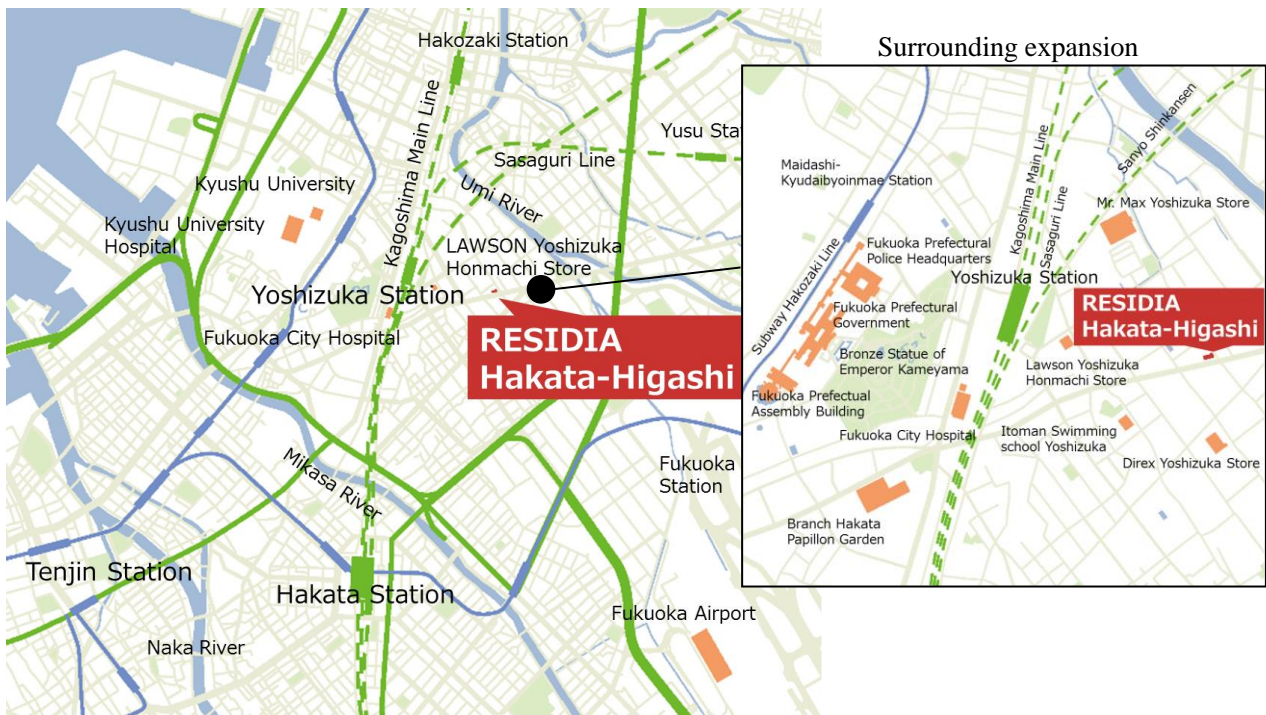 Hakozaki Station
Kagoshima Main Line
Yusu Sta
Sasaguri Line
Kyushu University
Umi River
Kyushu University
Hospital
LAWSON Yoshizuka
Honmachi Store
Yoshizuka Station
Fukuoka City Hospital
RESIDIA
Hakata-Higashi
Mikasa River
Fukuoka
Station
Tenjin Station
Hakata Station
Fukuoka Airport
Naka River
Surrounding expansion
Sanyo Shinkansen
Kagoshima Main Line
Sasaguri Line
Maidashi-
Kyudaibyoinmae Station
Mr. Max Yoshizuka Store
Subway Hakozaki Line
Fukuoka Prefectural
Police Headquarters
Yoshizuka Station
Fukuoka Prefectural
Government
RESIDIA
Hakata-Higashi
Bronze Statue of
Emperor Kameyama
Lawson Yoshizuka
Honmachi Store
Fukuoka Prefectual
Assembly Building
Fukuoka City Hospital
Itoman Swimming
school Yoshizuka
Direx Yoshizuka Store
Branch Hakata
Papillon Garden